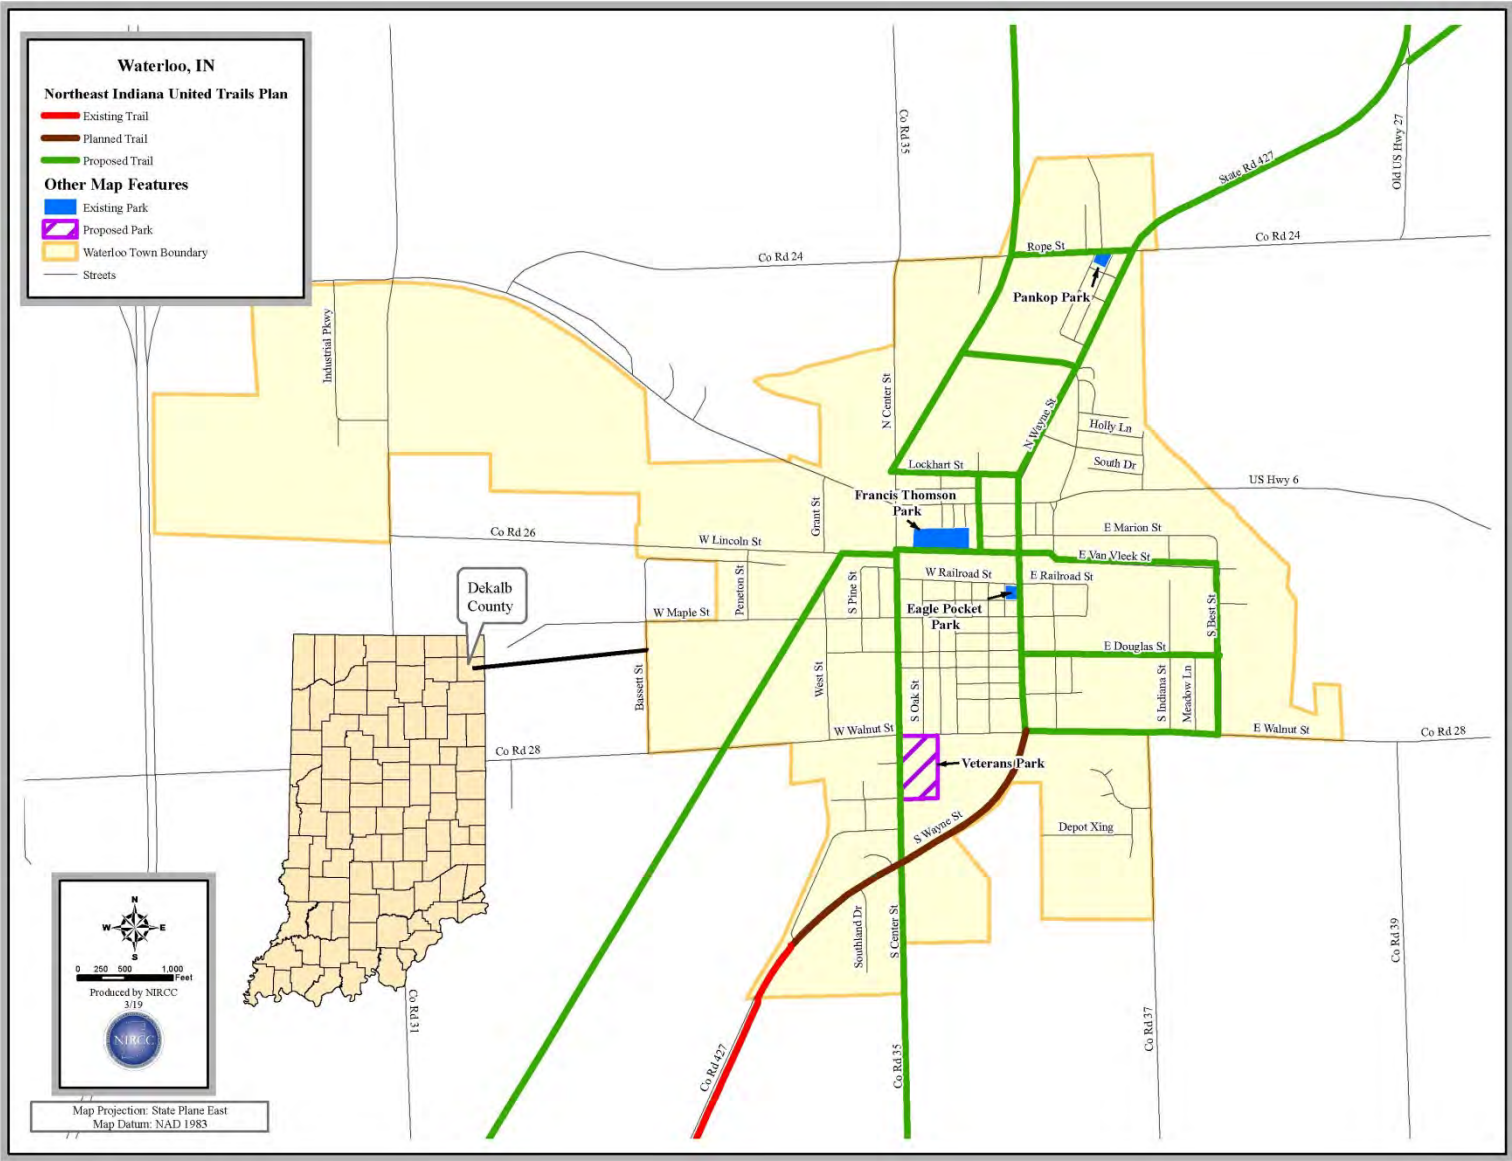 Waterloo, IN
Northeast Indiana United Trails Plan
Existing Trail
Planned Trail
Proposed Trail
Other Map Features
Existing Park
Proposed Park
Waterloo Town Boundary
Streets
Co Rd 35
State Rd 427
Old US Hwy 27
Rope St
Co Rd 24
Co Rd 24
Pankop Park
Industrial Pkwy
N Center St
N Wayne St
Holly Ln
South Dr
Lockhart St
US Hwy 6
Francis Thomson
Park
Grant St
Co Rd 26
W Lincoln St
E Marion St
E Van Vleek St
W Railroad St
E Railroad St
Peneton St
S Pine St
Dekalb
County
W Maple St
Eagle Pocket
Park
S Best St
E Douglas St
Bassett St
West St
S Oak St
S Indiana St
Meadow Ln
W Walnut St
E Walnut St
Co Rd 28
Co Rd 28
Veterans Park
S Wayne St
Depot Xing
Southland Dr
S Center St
Co Rd 39
Co Rd 31
Co Rd 427
Co Rd 35
Co Rd 37
N
W E
S
0 250 500 1,000
Feet
Produced by NIRCC
3/19
NIRCC
Map Projection: State Plane East
Map Datum: NAD 1983